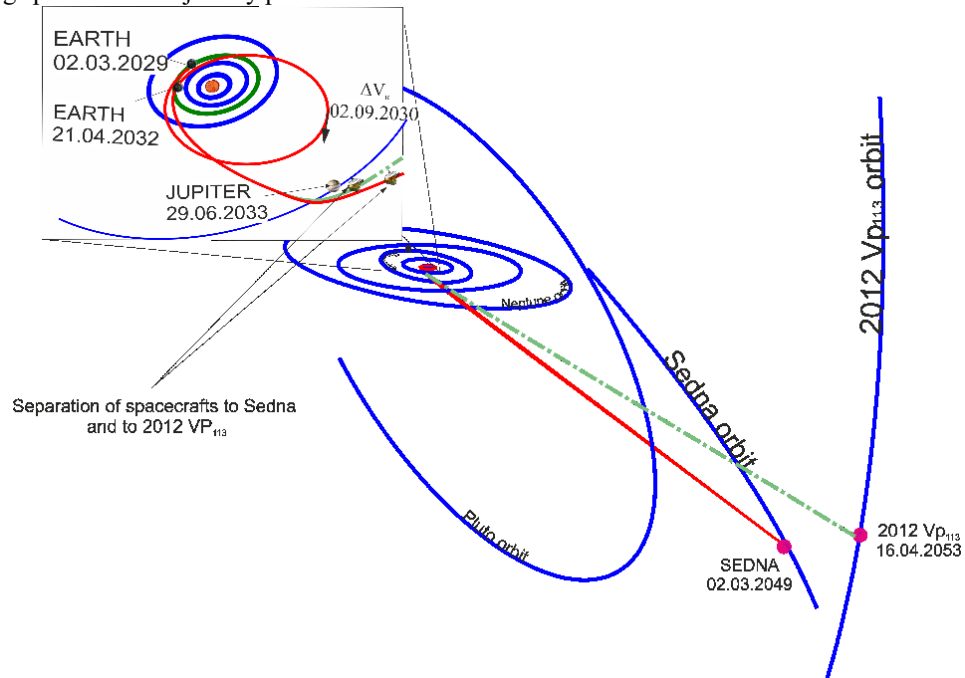 EARTH
02.03.2029
EARTH
21.04.2032
ΔV
02.09.2030
JUPITER
29.06.2033
Neptune
Separation of spacecrafts to Sedna
and to 2012 VP₁₁₃
Pluto orbit
Sedna orbit
2012 Vp₁₁₃ orbit
SEDNA
02.03.2049
2012 Vp₁₁₃
16.04.2053